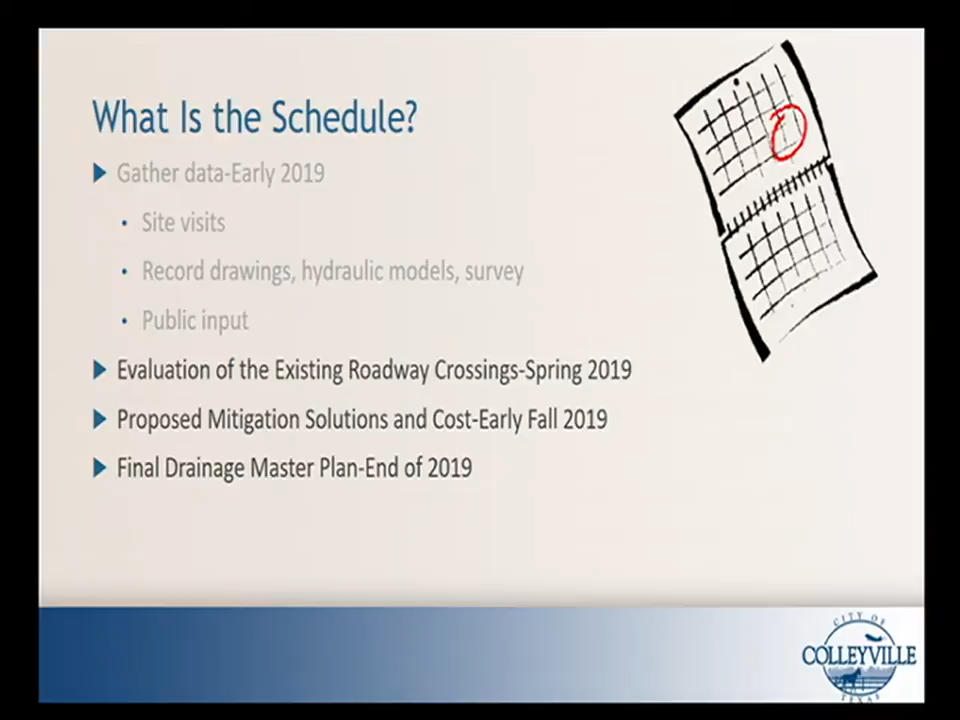 What Is the Schedule?
Gather data-Early 2019
Site visits
Record drawings, hydraulic models, survey
Public input
Evaluation of the Existing Roadway Crossings-Spring 2019
Proposed Mitigation Solutions and Cost-Early Fall 2019
Final Drainage Master Plan-End of 2019
CITY OF
COLLEYVILLE
TEXAS